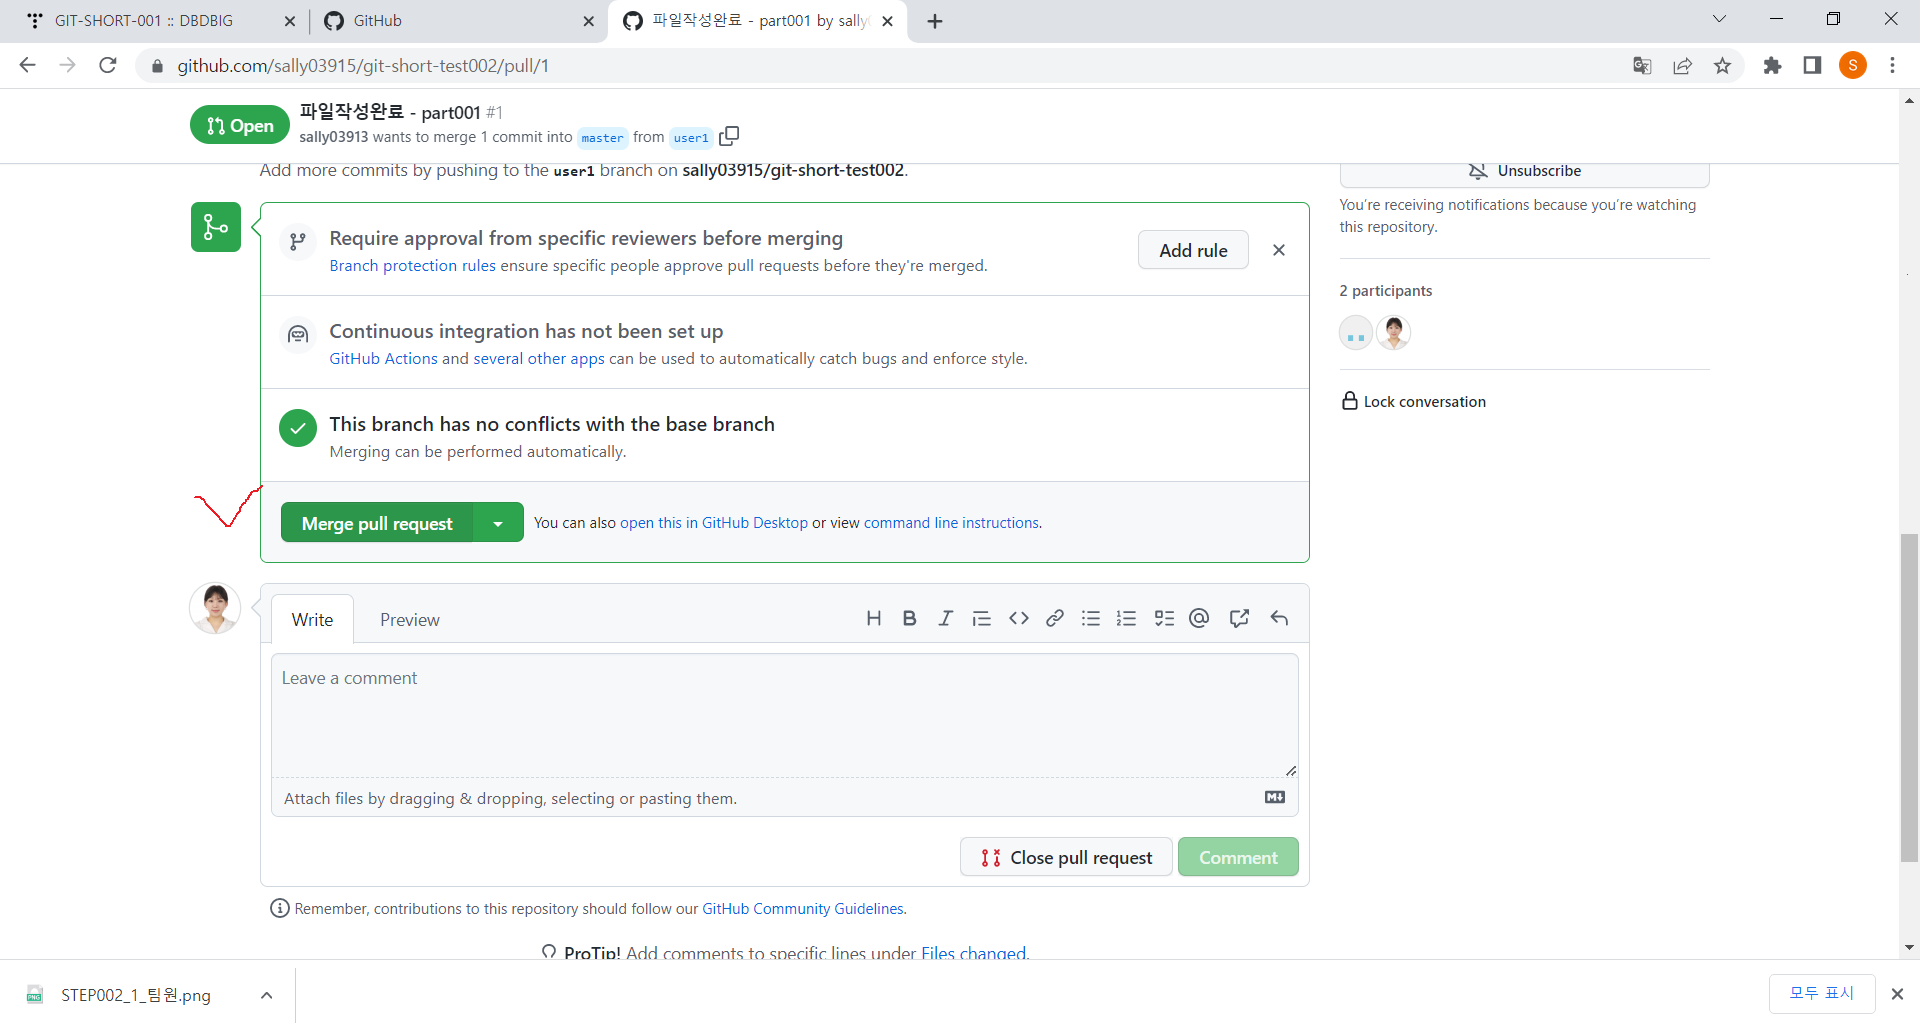 GIT-SHORT-001 :: DBDBIG
GitHub
파일작성완료 - part001 by sally
github.com/sally03915/git-short-test002/pull/1
S
Open
파일작성완료 - part001 #1
sally03913 wants to merge 1 commit into master from user1
Add more commits by pushing to the user1 branch on sally03915/git-short-test002.
Unsubscribe
You're receiving notifications because you're watching
this repository.
Require approval from specific reviewers before merging
Branch protection rules ensure specific people approve pull requests before they're merged.
Add rule
2 participants
Continuous integration has not been set up
GitHub Actions and several other apps can be used to automatically catch bugs and enforce style.
Lock conversation
This branch has no conflicts with the base branch
Merging can be performed automatically.
Merge pull request
You can also open this in GitHub Desktop or view command line instructions.
Write
Preview
Leave a comment
Attach files by dragging & dropping, selecting or pasting them.
Close pull request
Comment
Remember, contributions to this repository should follow our GitHub Community Guidelines.
ProTip! Add comments to specific lines under Files changed.
PNG
STEP002_1_팀원.png
모두 표시